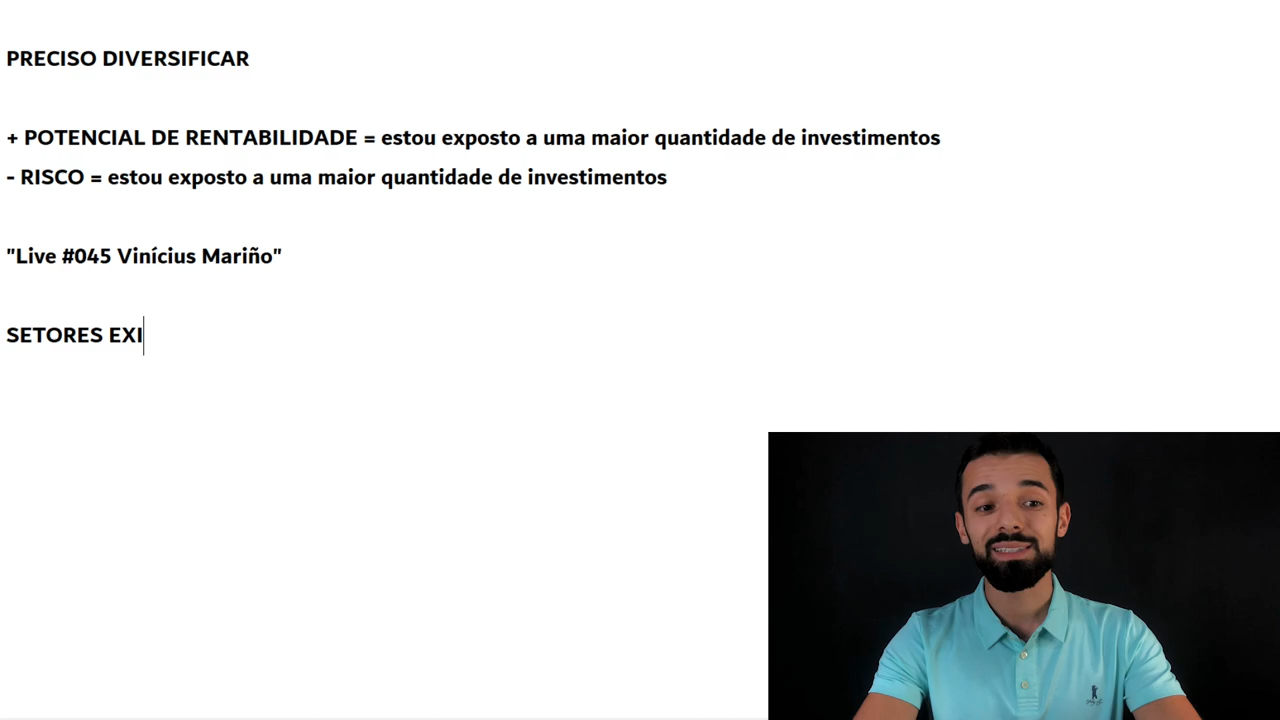 PRECISO DIVERSIFICAR
+ POTENCIAL DE RENTABILIDADE = estou exposto a uma maior quantidade de investimentos
- RISCO = estou exposto a uma maior quantidade de investimentos
"Live #045 Vinícius Mariño"
SETORES EXI